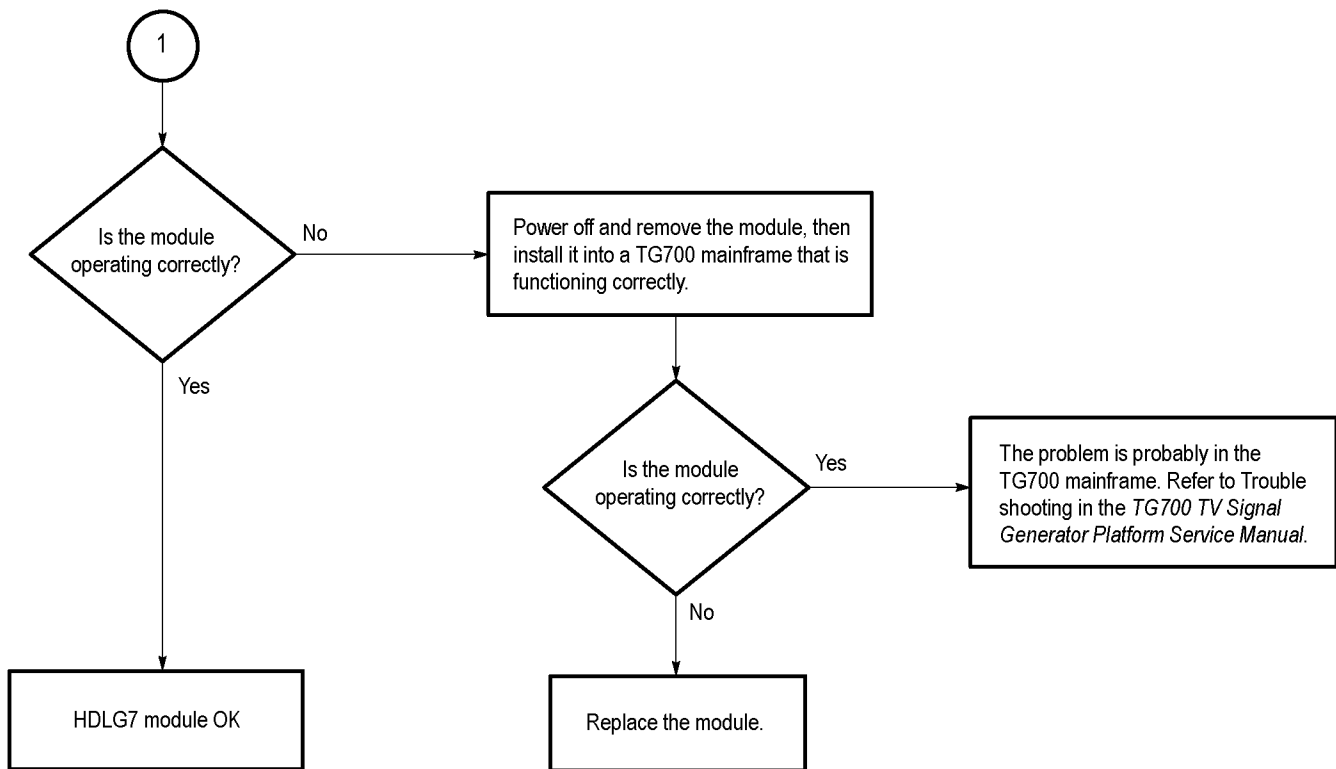 1
Is the module
operating correctly?
No
Power off and remove the module, then
install it into a TG700 mainframe that is
functioning correctly.
Yes
Is the module
operating correctly?
Yes
The problem is probably in the
TG700 mainframe. Refer to Trouble
shooting in the TG700 TV Signal
Generator Platform Service Manual.
No
HDLG7 module OK
Replace the module.